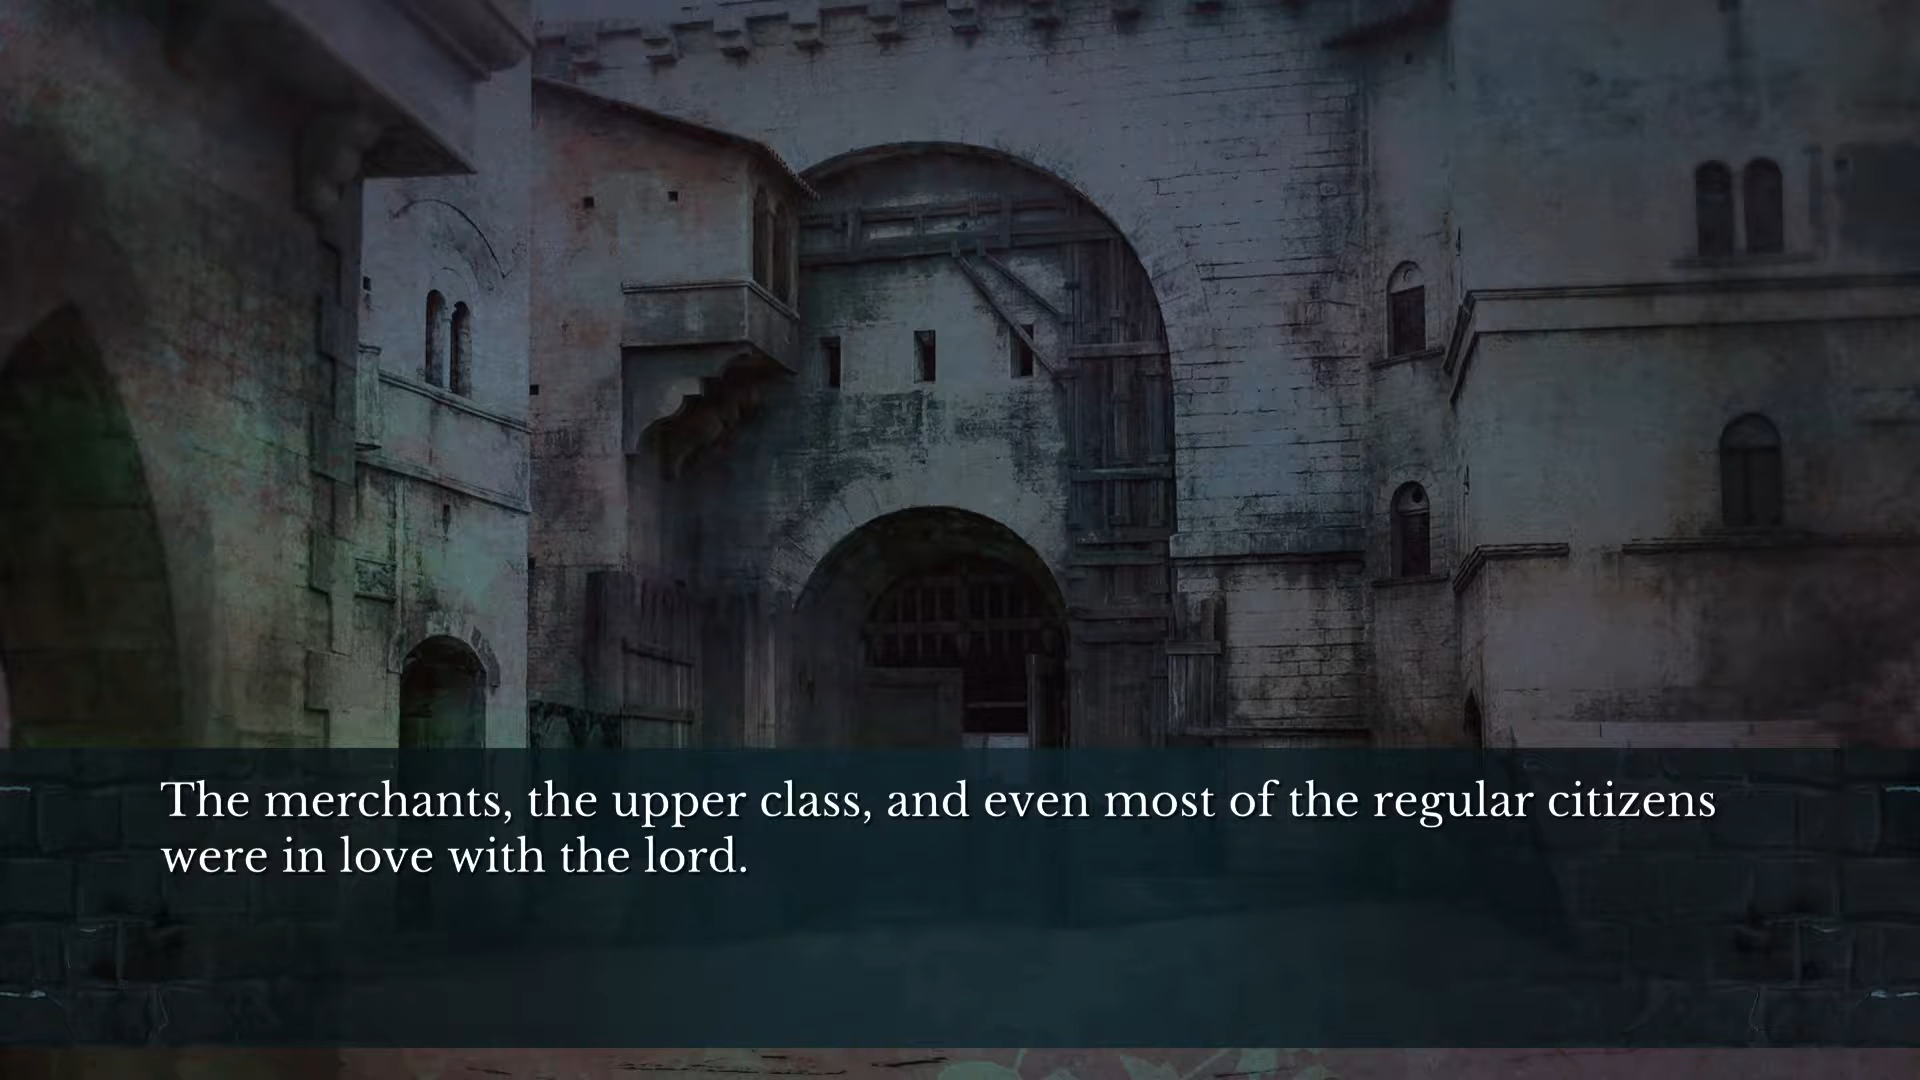 The merchants, the upper class, and even most of the regular citizens
were in love with the lord.